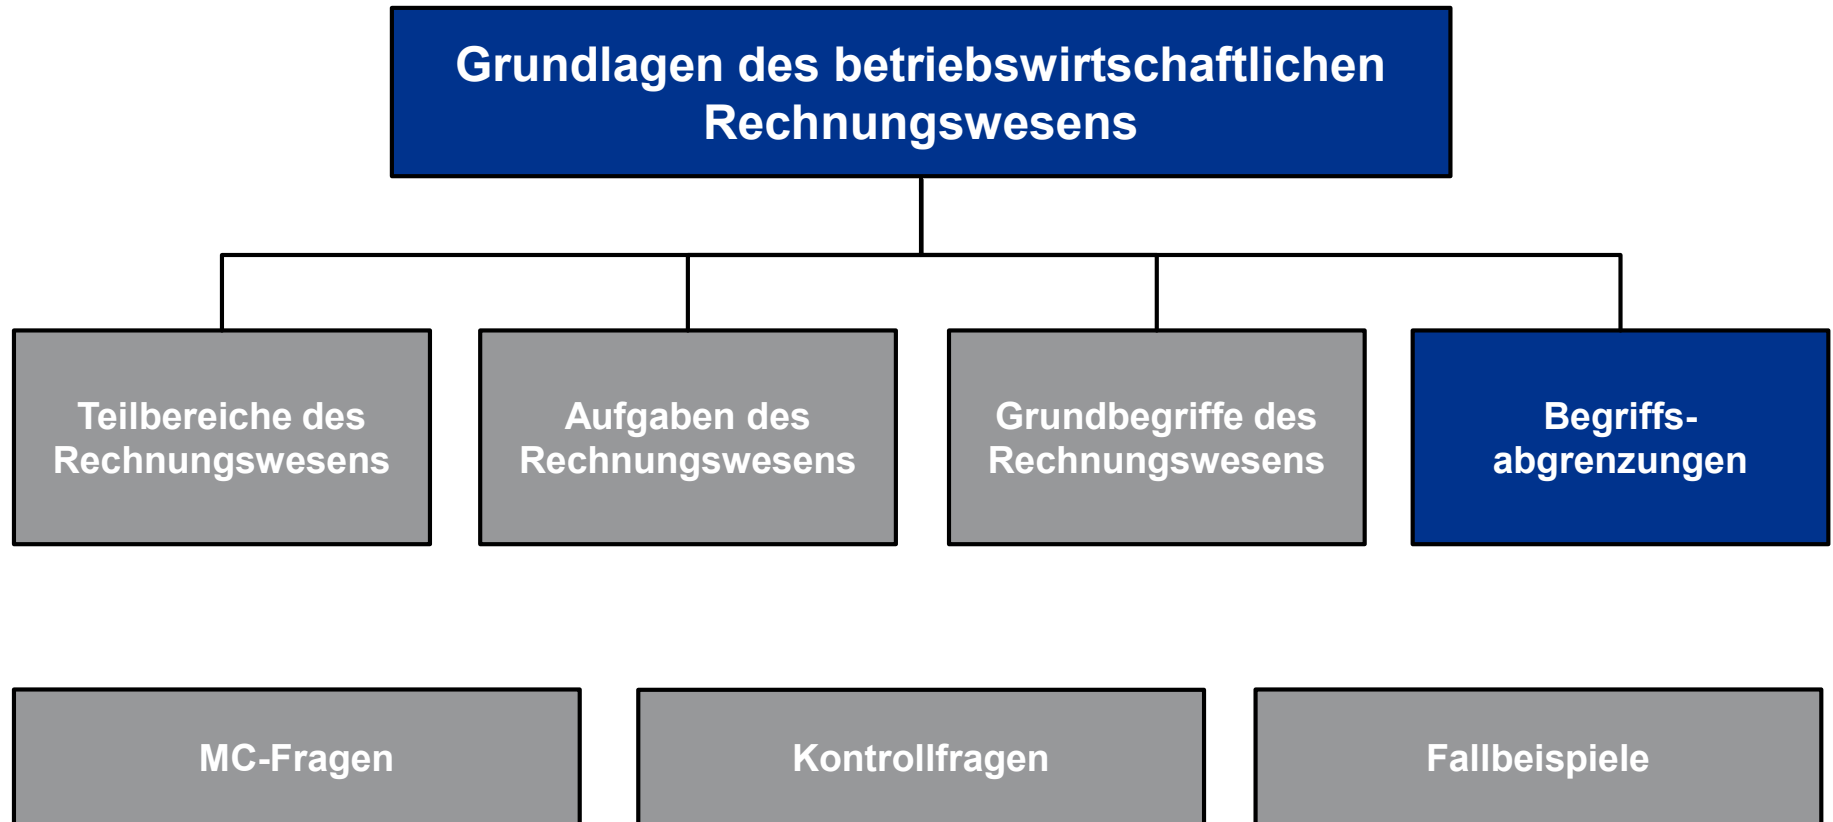 Grundlagen des betriebswirtschaftlichen
Rechnungswesens
Teilbereiche des
Rechnungswesens
Aufgaben des
Rechnungswesens
Grundbegriffe des
Rechnungswesens
Begriffs-
abgrenzungen
MC-Fragen
Kontrollfragen
Fallbeispiele